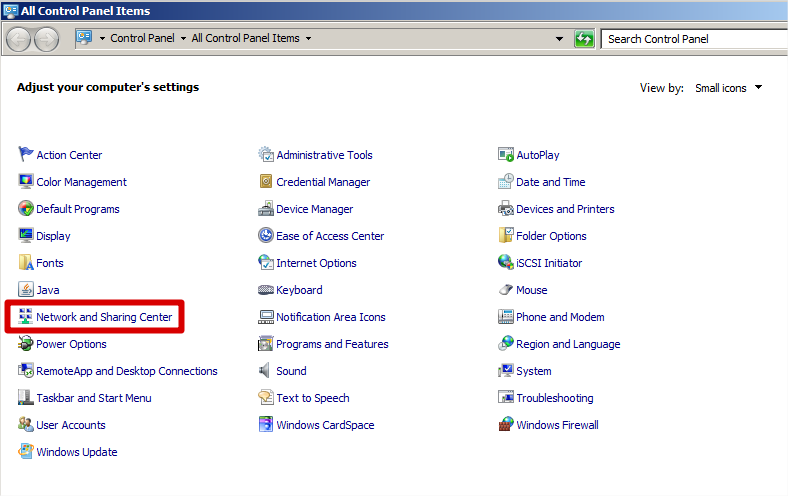 All Control Panel Items
Control Panel All Control Panel Items Search Control Panel
Adjust your computer's settings View by: Small icons
Action Center Administrative Tools AutoPlay
Color Management Credential Manager Date and Time
Default Programs Device Manager Devices and Printers
Display Ease of Access Center Folder Options
Fonts Internet Options iSCSI Initiator
Java Keyboard Mouse
Network and Sharing Center Notification Area Icons Phone and Modem
Power Options Programs and Features Region and Language
RemoteApp and Desktop Connections Sound System
Taskbar and Start Menu Text to Speech Troubleshooting
User Accounts Windows CardSpace Windows Firewall
Windows Update